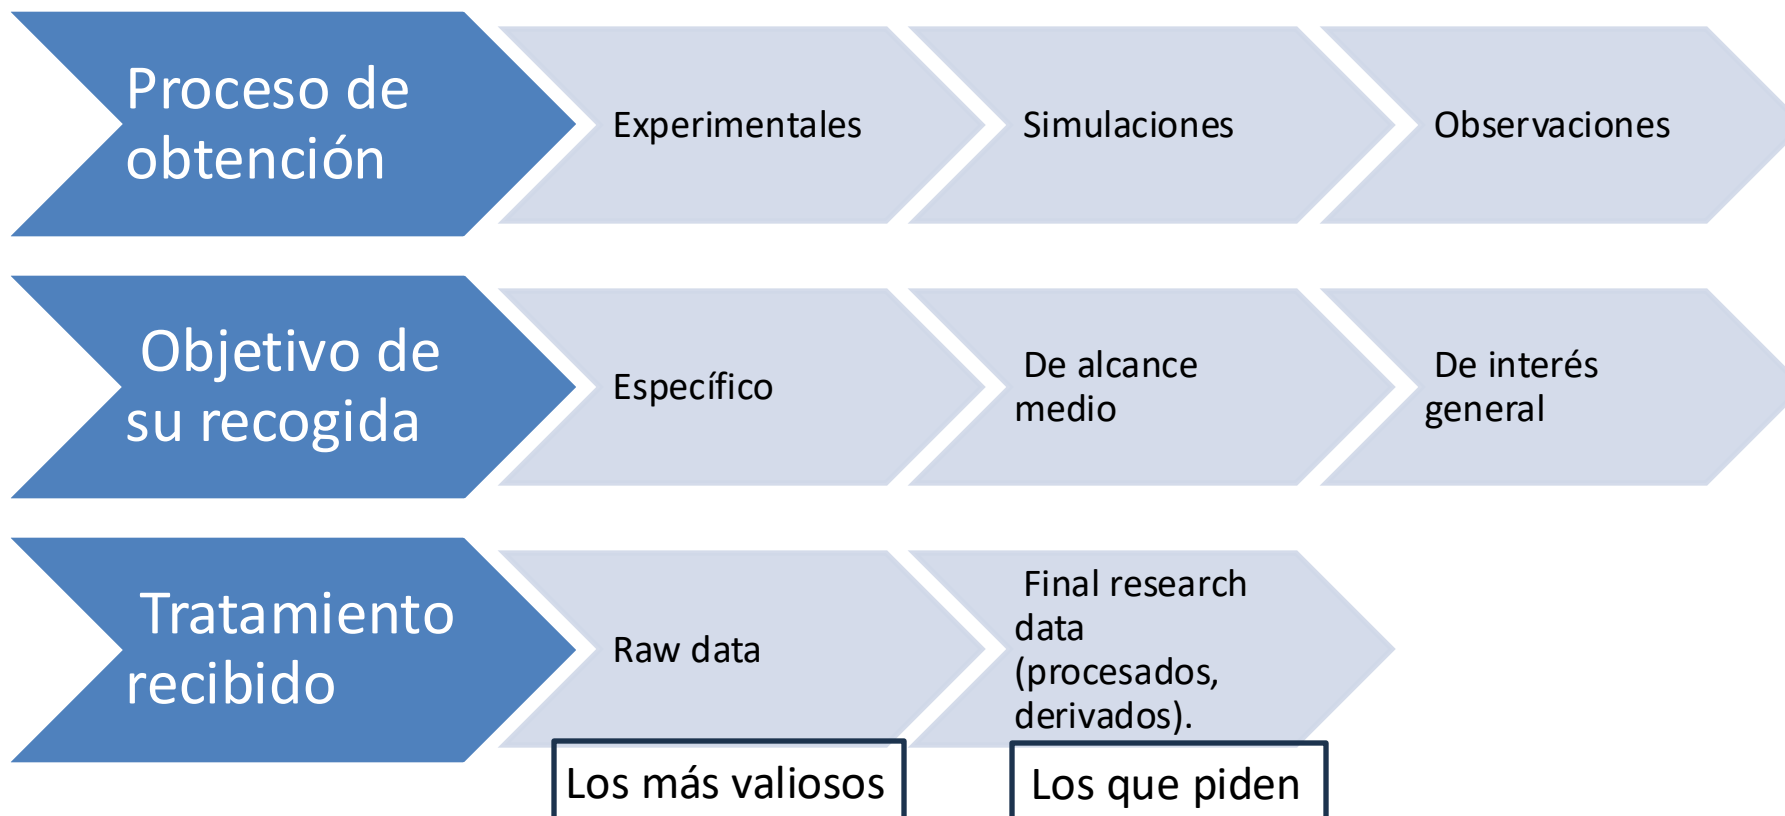 Proceso de
obtención
Experimentales
Simulaciones
Observaciones
Objetivo de
su recogida
Específico
De alcance
medio
De interés
general
Tratamiento
recibido
Raw data
Final research
data
(procesados,
derivados).
Los más valiosos
Los que piden